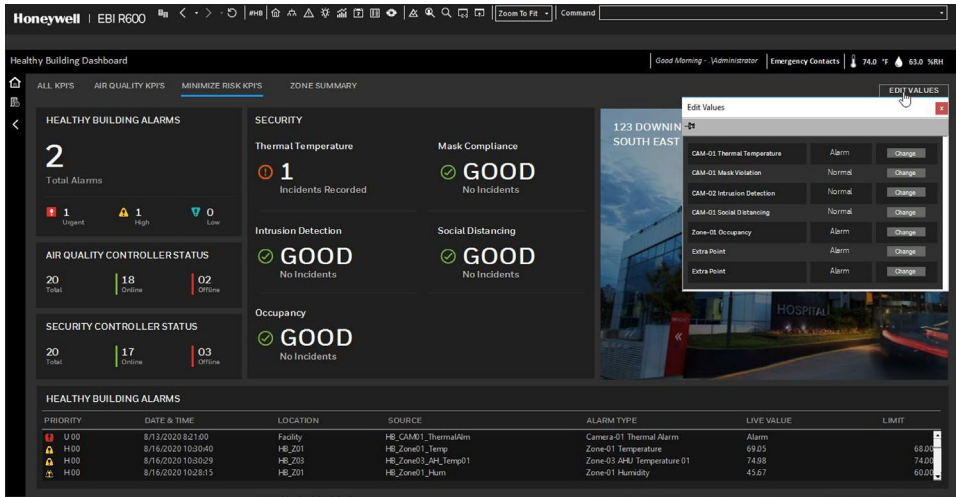 Honeywell | EBI R600
#HB
Zoom To Fit
Command
Healthy Building Dashboard
Good Morning - .\Administrator
Emergency Contacts
74.0 °F
63.0 %RH
ALL KPI'S
AIR QUALITY KPI'S
MINIMIZE RISK KPI'S
ZONE SUMMARY
EDIT VALUES
HEALTHY BUILDING ALARMS
2
Total Alarms
1
Urgent
1
High
0
Low
AIR QUALITY CONTROLLER STATUS
20
Total
18
Online
02
Offline
SECURITY CONTROLLER STATUS
20
Total
17
Online
03
Offline
SECURITY
Thermal Temperature
1
Incidents Recorded
Mask Compliance
GOOD
No Incidents
Intrusion Detection
GOOD
No Incidents
Social Distancing
GOOD
No Incidents
Occupancy
GOOD
No Incidents
123 DOWNIN
SOUTH EAST
HOSPITAL
Edit Values
x
CAM-01 Thermal Temperature Alarm Change
CAM-01 Mask Violation Normal Change
CAM-02 Intrusion Detection Normal Change
CAM-01 Social Distancing Normal Change
Zone-01 Occupancy Alarm Change
Extra Point Alarm Change
Extra Point Alarm Change
HEALTHY BUILDING ALARMS
PRIORITY DATE & TIME LOCATION SOURCE ALARM TYPE LIVE VALUE LIMIT
U 00 8/13/2020 8:21:00 Facility HB_CAM01_ThermalAlm Camera-01 Thermal Alarm Alarm
H 00 8/16/2020 10:30:40 HB_Z01 HB_Zone01_Temp Zone-01 Temperature 69.05 68.00
H 00 8/16/2020 10:30:29 HB_Z03 HB_Zone03_AH_Temp01 Zone-03 AHU Temperature 01 74.98 74.00
H 00 8/16/2020 10:28:15 HB_Z01 HB_Zone01_Hum Zone-01 Humidity 45.67 60.00